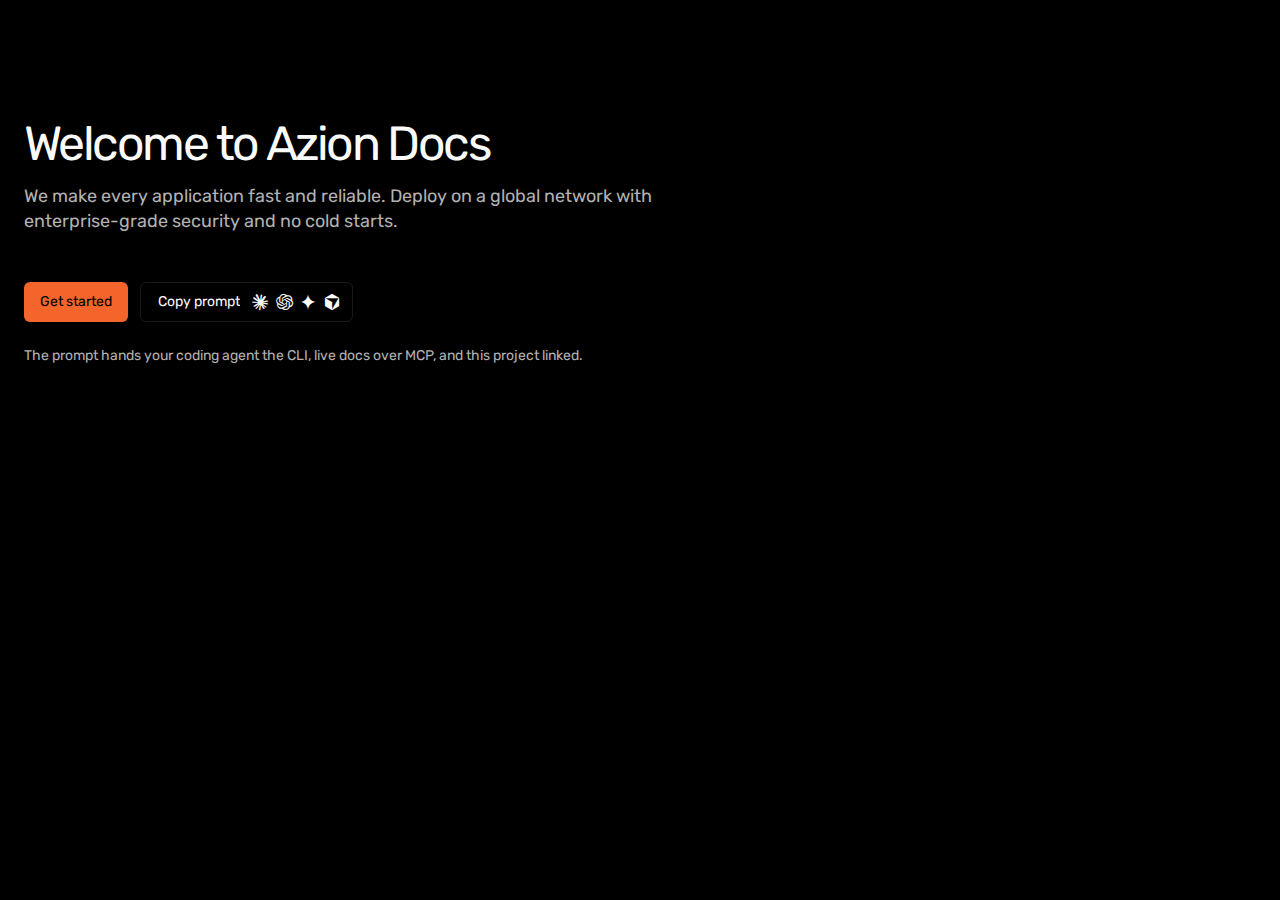 Welcome to Azion Docs
We make every application fast and reliable. Deploy on a global network with
enterprise-grade security and no cold starts.
Get started
Copy prompt
The prompt hands your coding agent the CLI, live docs over MCP, and this project linked.